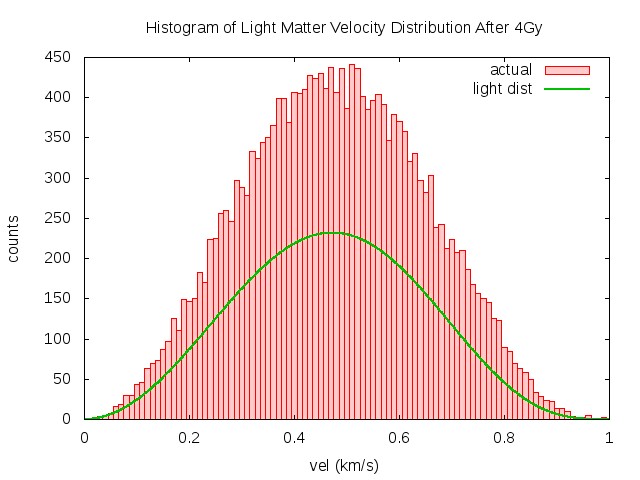 Histogram of Light Matter Velocity Distribution After 4Gy
450
400
350
300
250
200
150
100
50
0
counts
actual
light dist
0 0.2 0.4 0.6 0.8 1
vel (km/s)